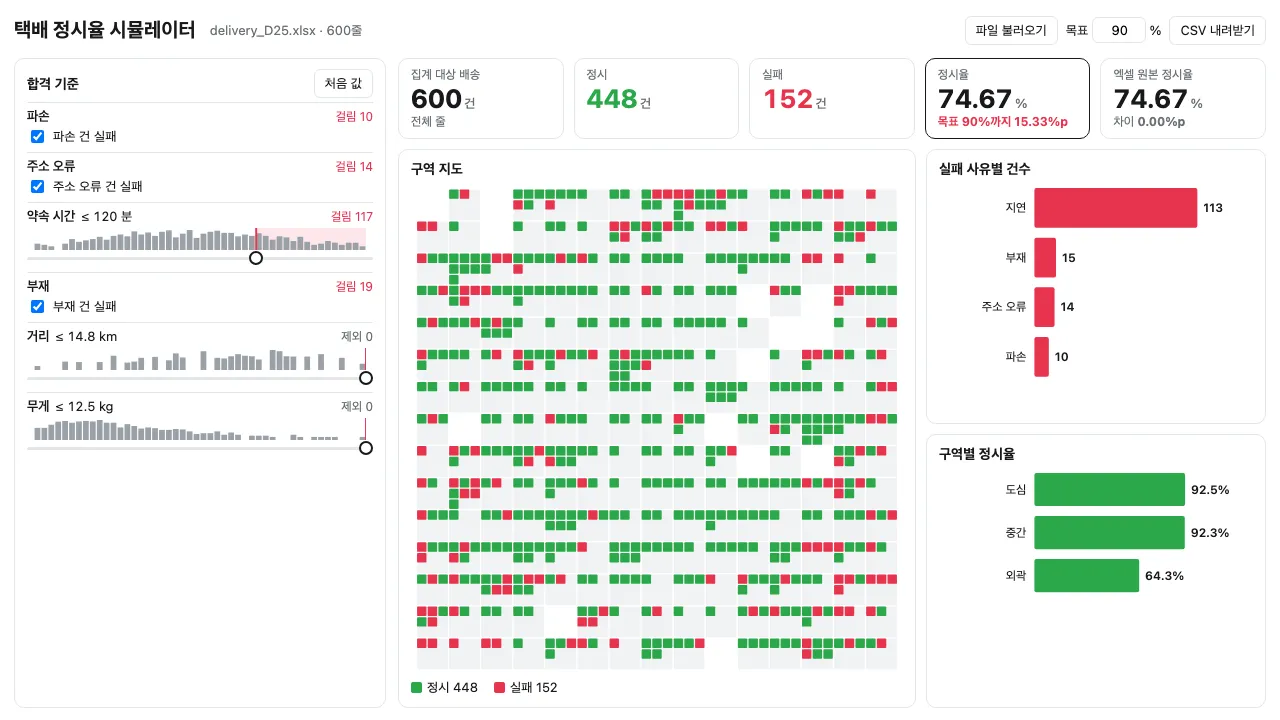 택배 정시율 시뮬레이터 delivery_D25.xlsx · 600줄
파일 불러오기 목표 90 % CSV 내려받기
합격 기준 처음 값
파손 걸림 10
파손 건 실패
주소 오류 걸림 14
주소 오류 건 실패
약속 시간 ≤ 120 분 걸림 117
부재 걸림 19
부재 건 실패
거리 ≤ 14.8 km 제외 0
무게 ≤ 12.5 kg 제외 0
집계 대상 배송
600 건
전체 줄
정시
448 건
실패
152 건
정시율
74.67 %
목표 90%까지 15.33%p
엑셀 원본 정시율
74.67 %
차이 0.00%p
구역 지도
정시 448 실패 152
실패 사유별 건수
지연 113
부재 15
주소 오류 14
파손 10
구역별 정시율
도심 92.5%
중간 92.3%
외곽 64.3%